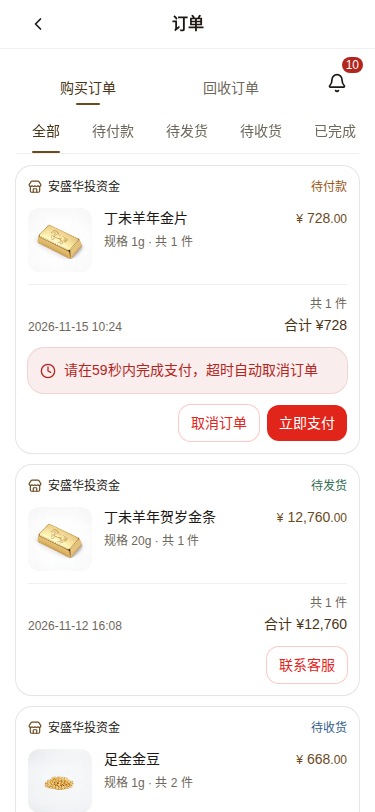 订单
10
购买订单 回收订单
全部 待付款 待发货 待收货 已完成
安盛华投资金 待付款
丁未羊年金片 ¥ 728.00
规格 1g · 共 1 件
共 1 件
2026-11-15 10:24 合计 ¥728
请在59秒内完成支付，超时自动取消订单
取消订单 立即支付
安盛华投资金 待发货
丁未羊年贺岁金条 ¥ 12,760.00
规格 20g · 共 1 件
共 1 件
2026-11-12 16:08 合计 ¥12,760
联系客服
安盛华投资金 待收货
足金金豆 ¥ 668.00
规格 1g · 共 2 件